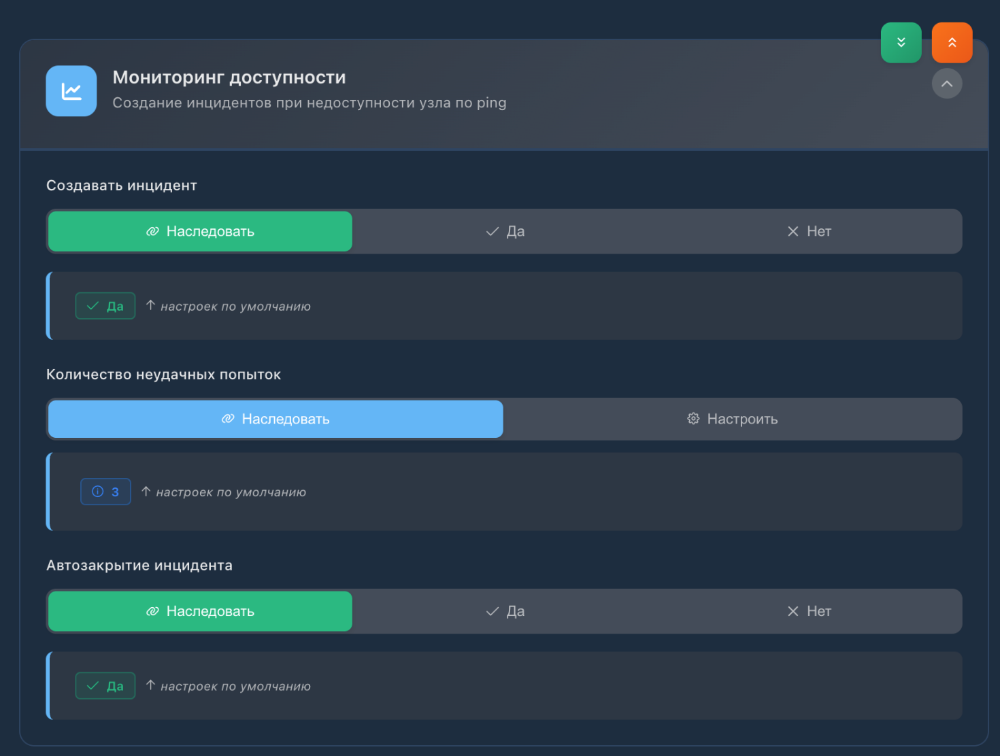 Мониторинг доступности
Создание инцидентов при недоступности узла по ping
Создавать инцидент
Наследовать Да Нет
Да настроек по умолчанию
Количество неудачных попыток
Наследовать Настроить
3 настроек по умолчанию
Автозакрытие инцидента
Наследовать Да Нет
Да настроек по умолчанию